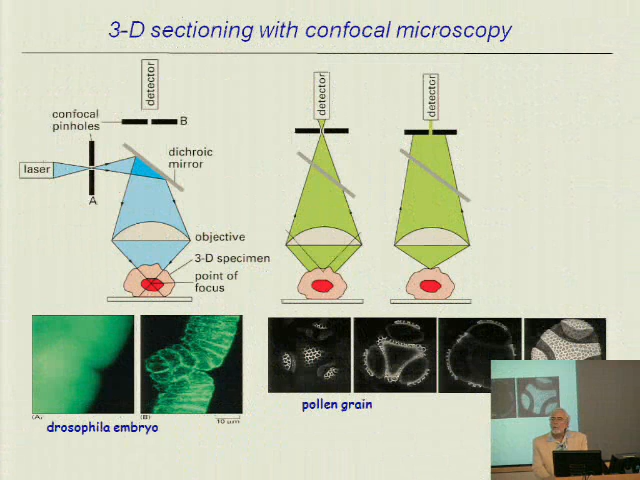 3-D sectioning with confocal microscopy
detector
detector
detector
confocal
pinholes
B
dichroic
mirror
laser
A
objective
3-D specimen
point of
focus
(A)
(B)
10 µm
drosophila embryo
pollen grain